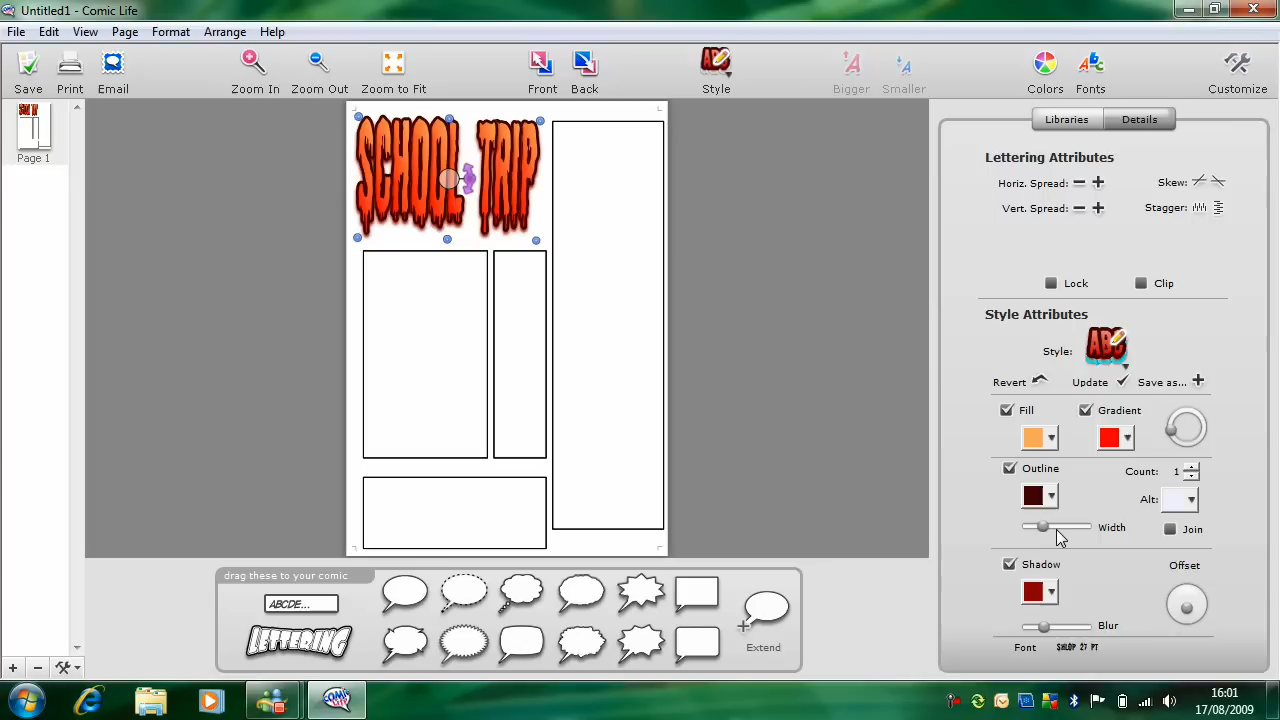 Untitled1 - Comic Life
File Edit View Page Format Arrange Help
Save Print Email Zoom In Zoom Out Zoom to Fit Front Back Style Bigger Smaller Colors Fonts Customize
Libraries Details
SCHOOL TRIP
Page 1
Lettering Attributes
Horiz. Spread: Skew:
Vert. Spread: Stagger:
Lock Clip
Style Attributes
Style: ABC
Revert Update Save as...
Fill Gradient
Outline Count: 1
Alt:
Width Join
Shadow Offset
Blur
Font SHLOP 27 PT
drag these to your comic
ABCDE...
LETTERING
Extend
16:01
17/08/2009